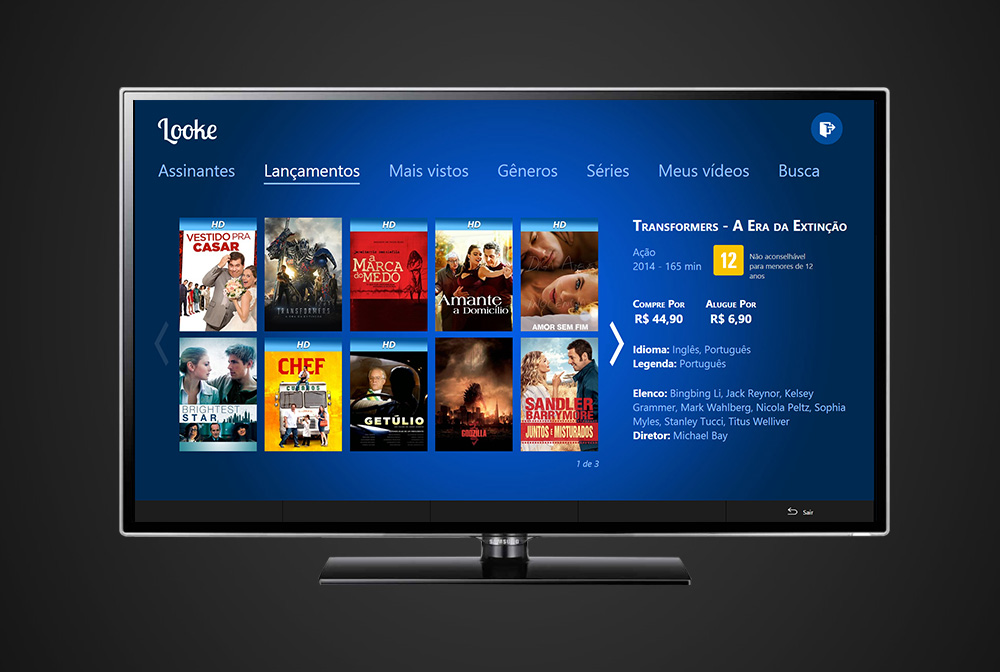 Looke
Assinantes Lançamentos Mais vistos Gêneros Séries Meus vídeos Busca
HD HD HD HD
VESTIDO PRA
CASAR
TRANSFORMERS
A MARCA
DO MEDO
Amante
a Domicílio
AMOR SEM FIM
BRIGHTEST
STAR
HD
CHEF
CUBANOS
HD
GETÚLIO
GODZILLA
SANDLER
BARRYMORE
JUNTOS E MISTURADOS
1 de 3
Transformers - A Era da Extinção
Ação
2014 - 165 min
12
Não aconselhável
para menores de 12
anos
Compre Por Alugue Por
R$ 44,90 R$ 6,90
Idioma: Inglês, Português
Legenda: Português
Elenco: Bingbing Li, Jack Reynor, Kelsey
Grammer, Mark Wahlberg, Nicola Peltz, Sophia
Myles, Stanley Tucci, Titus Welliver
Diretor: Michael Bay
Sair
SAMSUNG